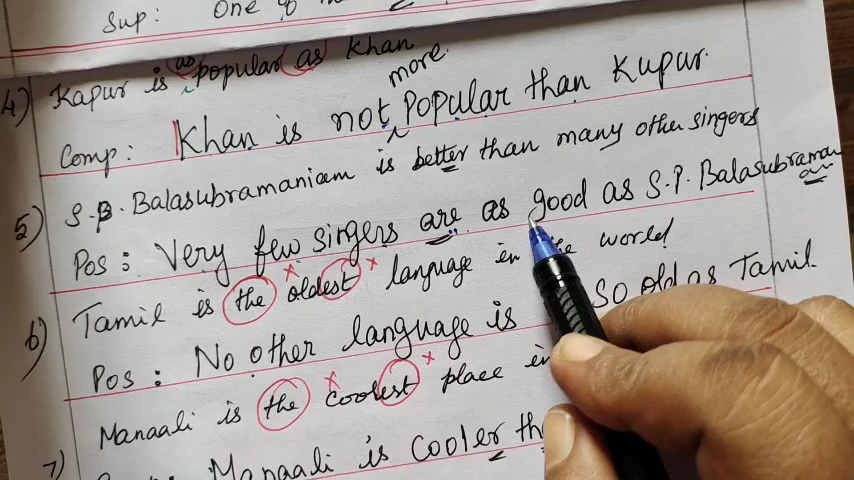 Sup: One of
4) Kapur is as popular as Khan
more
Comp: Khan is not popular than Kupur.
5) S.P. Balasubramaniam is better than many other singers
Pos: Very few singers are as good as S.P. Balasubraman
6) Tamil is the oldest language in the world
Pos: No other language is so old as Tamil.
7) Manaali is the coolest place in
Manaali is cooler th